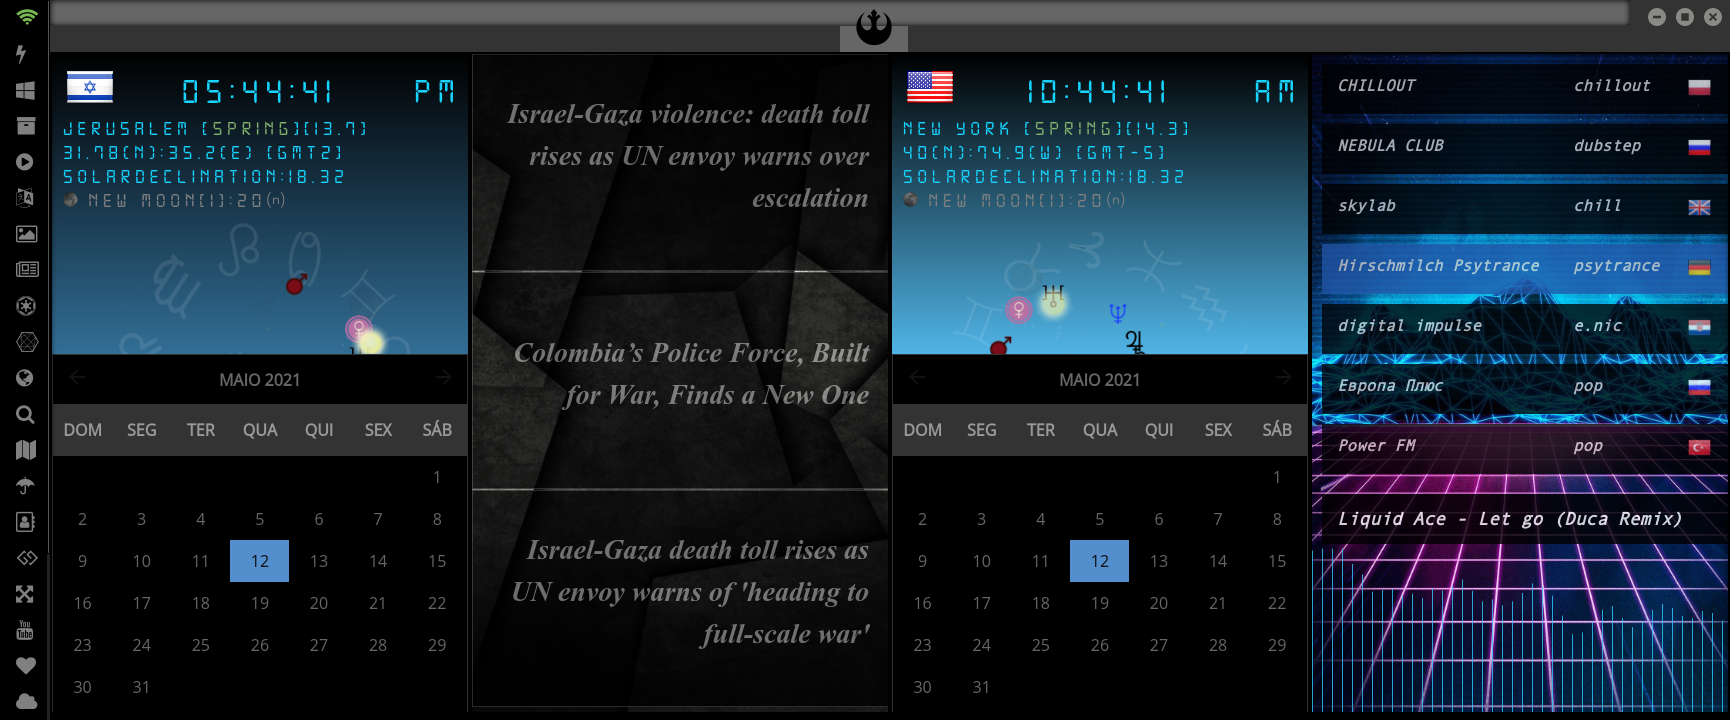 05:44:41 PM
JERUSALEM [SPRING][13.7]
31.78(N):35.2(E) [GMT2]
SOLARDECLINATION:18.32
NEW MOON[1]:20(n)
MAIO 2021
DOM SEG TER QUA QUI SEX SÁB
1
2 3 4 5 6 7 8
9 10 11 12 13 14 15
16 17 18 19 20 21 22
23 24 25 26 27 28 29
30 31
Israel-Gaza violence: death toll
rises as UN envoy warns over
escalation
Colombia’s Police Force, Built
for War, Finds a New One
Israel-Gaza death toll rises as
UN envoy warns of 'heading to
full-scale war'
10:44:41 AM
NEW YORK [SPRING][14.3]
40(N):74.9(W) [GMT-5]
SOLARDECLINATION:18.32
NEW MOON[1]:20(n)
MAIO 2021
DOM SEG TER QUA QUI SEX SÁB
1
2 3 4 5 6 7 8
9 10 11 12 13 14 15
16 17 18 19 20 21 22
23 24 25 26 27 28 29
30 31
CHILLOUT chillout
NEBULA CLUB dubstep
skylab chill
Hirschmilch Psytrance psytrance
digital impulse e.nic
Европа Плюс pop
Power FM pop
Liquid Ace - Let go (Duca Remix)
You
Tube